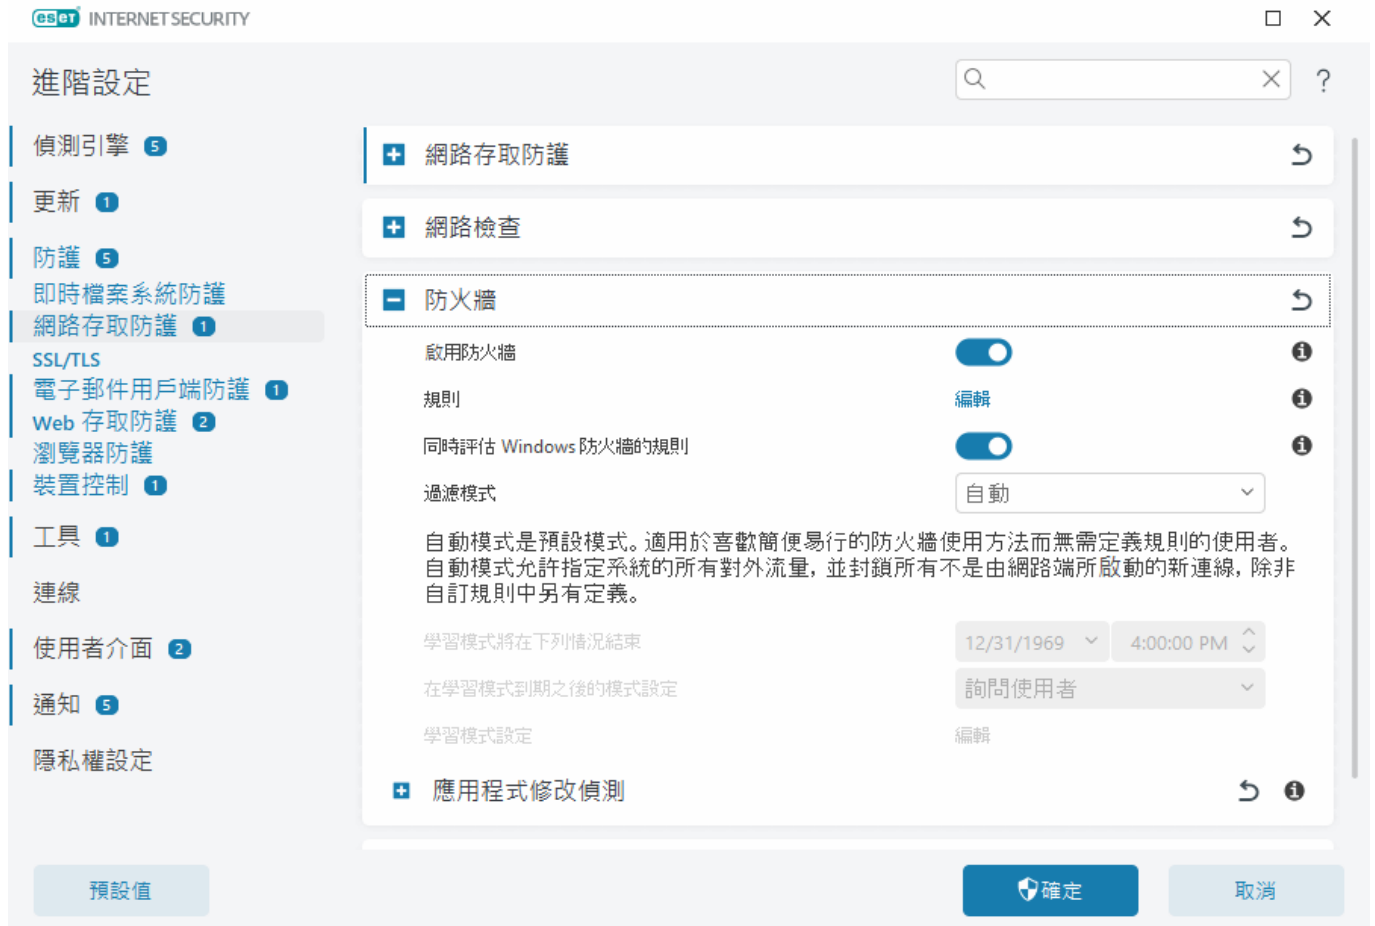 eset INTERNET SECURITY
進階設定
?
偵測引擎 5
更新 1
防護 5
即時檔案系統防護
網路存取防護 1
SSL/TLS
電子郵件用戶端防護 1
Web 存取防護 2
瀏覽器防護
裝置控制 1
工具 1
連線
使用者介面 2
通知 5
隱私權設定
網路存取防護
網路檢查
防火牆
啟用防火牆
規則 編輯
同時評估 Windows 防火牆的規則
過濾模式 自動
自動模式是預設模式。適用於喜歡簡便易行的防火牆使用方法而無需定義規則的使用者。
自動模式允許指定系統的所有對外流量, 並封鎖所有不是由網路端所啟動的新連線, 除非
自訂規則中另有定義。
學習模式將在下列情況結束 12/31/1969 4:00:00 PM
在學習模式到期之後的模式設定 詢問使用者
學習模式設定 編輯
應用程式修改偵測
預設值
確定
取消